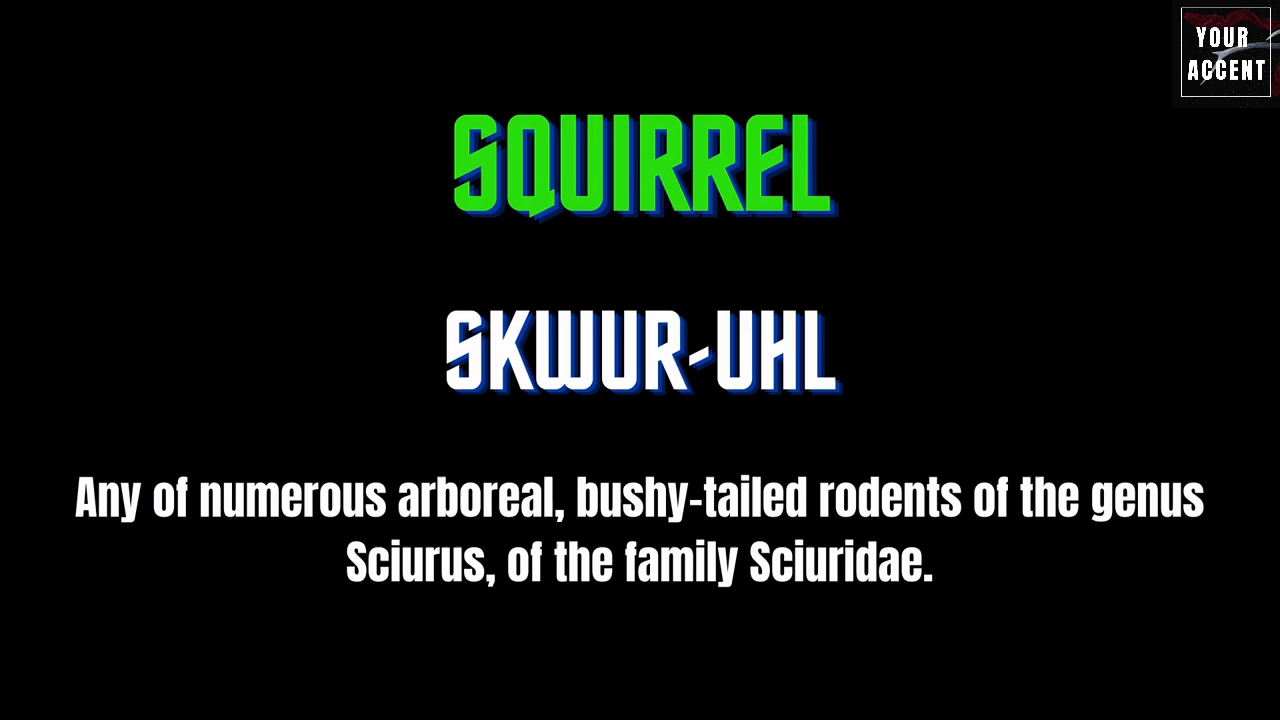 YOUR
ACCENT
SQUIRREL
SKWUR-UHL
Any of numerous arboreal, bushy-tailed rodents of the genus
Sciurus, of the family Sciuridae.